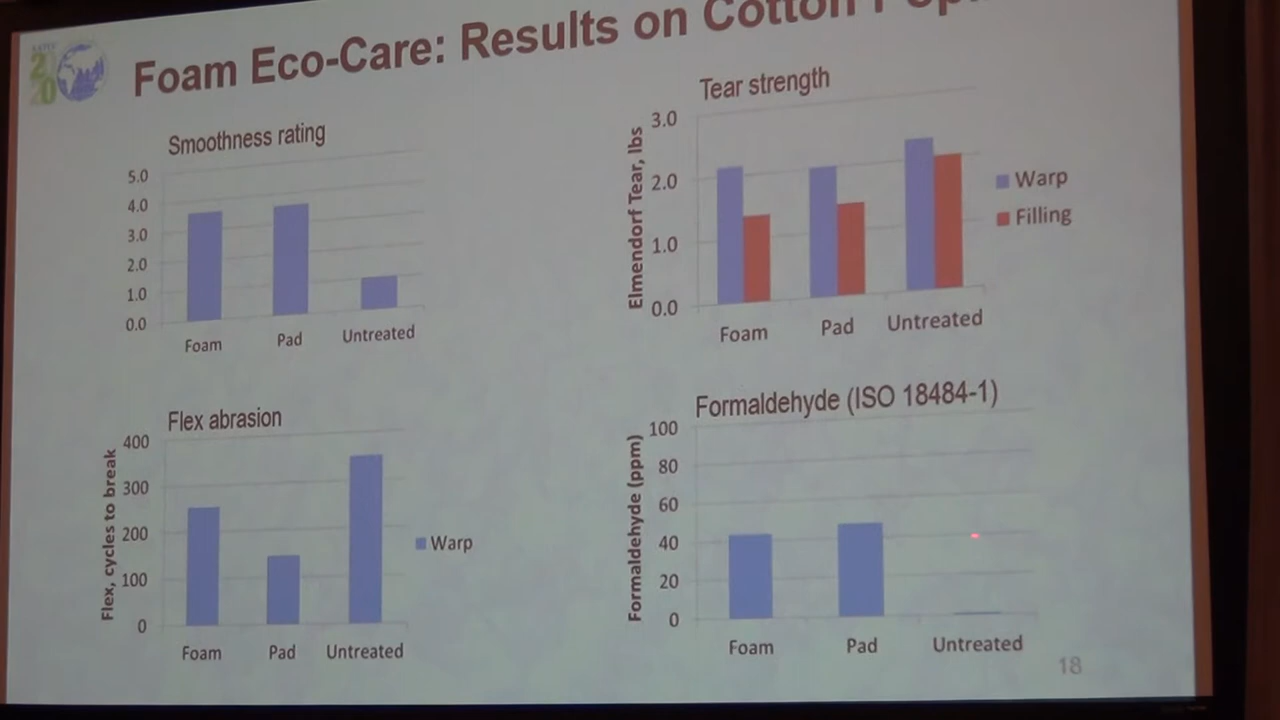 Foam Eco-Care: Results on Cotton
Smoothness rating
5.0
4.0
3.0
2.0
1.0
0.0
Foam Pad Untreated
Tear strength
Elmendorf Tear, lbs
3.0
2.0
1.0
0.0
Foam Pad Untreated
Warp
Filling
Flex abrasion
Flex, cycles to break
400
300
200
100
0
Foam Pad Untreated
Warp
Formaldehyde (ISO 18484-1)
Formaldehyde (ppm)
100
80
60
40
20
0
Foam Pad Untreated
18